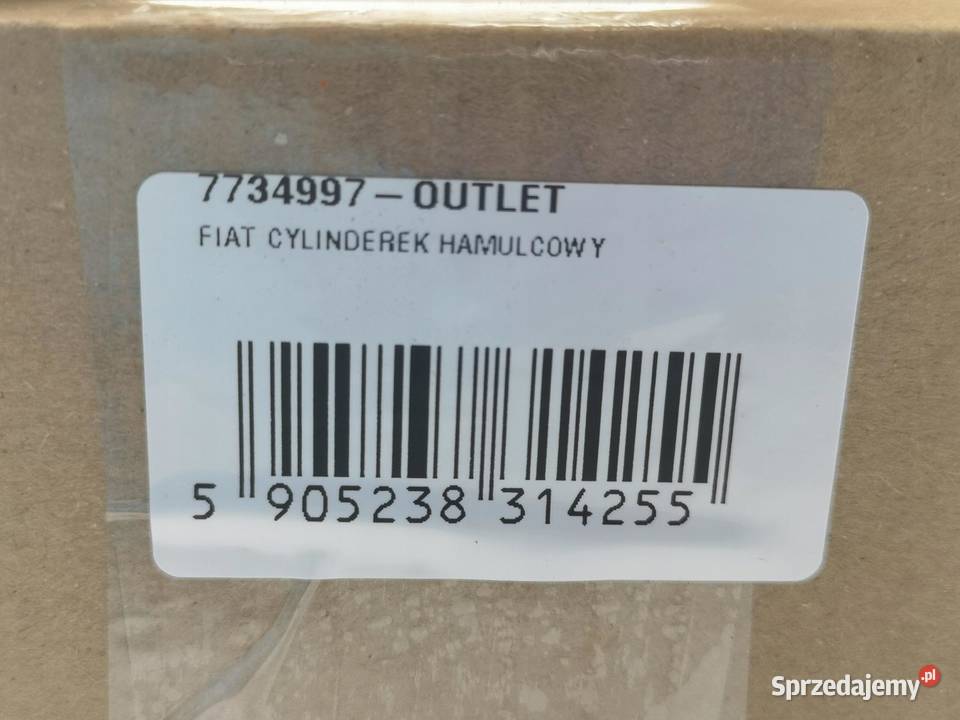 7734997-OUTLET
FIAT CYLINDEREK HAMULCOWY
5 905238 314255
Sprzedajemy.pl